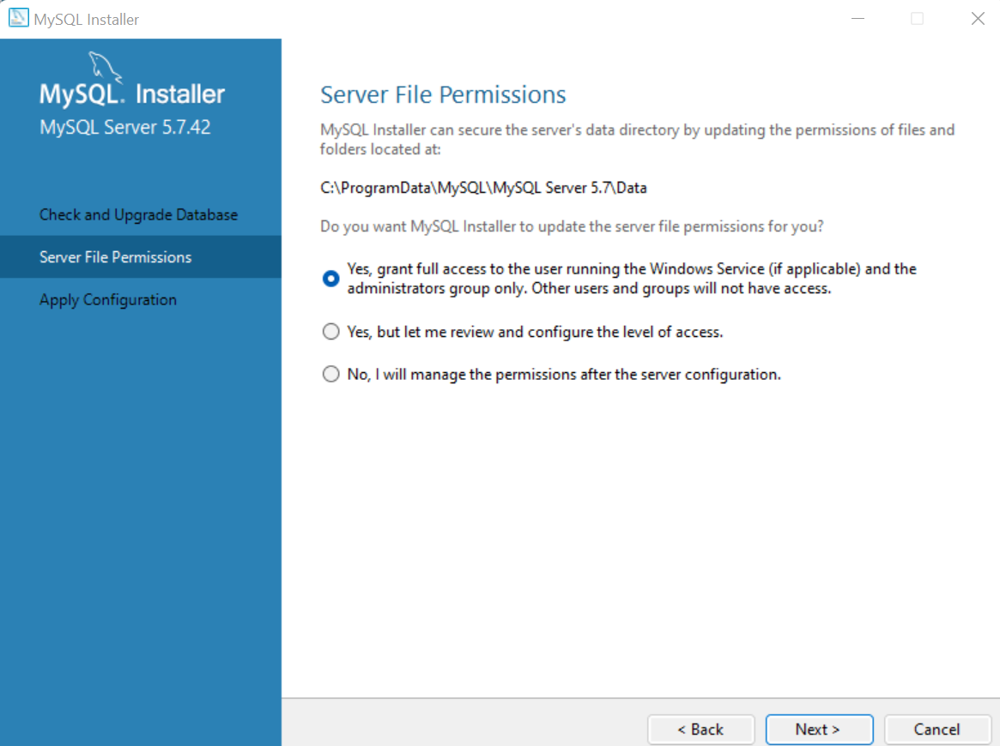 MySQL Installer
MySQL. Installer
MySQL Server 5.7.42
Check and Upgrade Database
Server File Permissions
Apply Configuration
Server File Permissions
MySQL Installer can secure the server's data directory by updating the permissions of files and
folders located at:
C:\ProgramData\MySQL\MySQL Server 5.7\Data
Do you want MySQL Installer to update the server file permissions for you?
Yes, grant full access to the user running the Windows Service (if applicable) and the
administrators group only. Other users and groups will not have access.
Yes, but let me review and configure the level of access.
No, I will manage the permissions after the server configuration.
< Back
Next >
Cancel